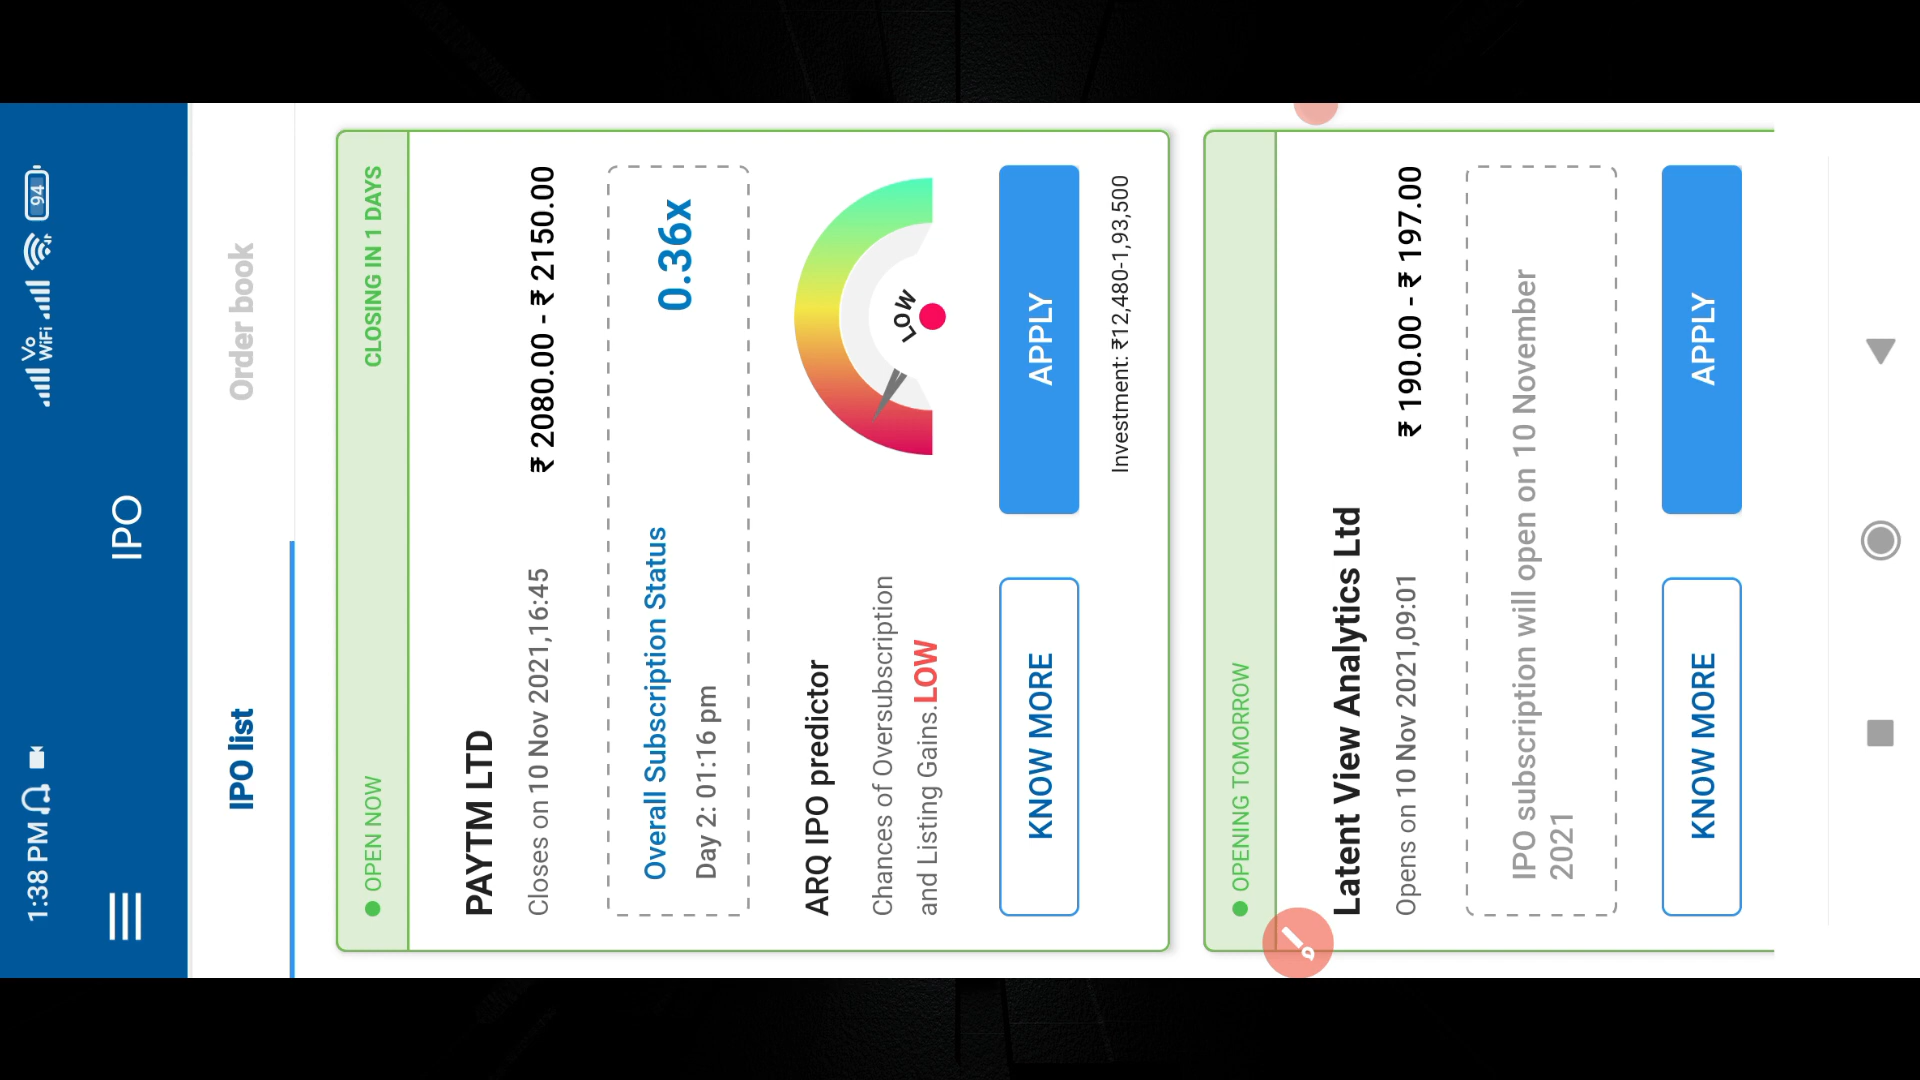 1:38 PM
Vo WiFi
94
IPO
IPO list
Order book
OPEN NOW
CLOSING IN 1 DAYS
PAYTM LTD
Closes on 10 Nov 2021,16:45
₹ 2080.00 - ₹ 2150.00
Overall Subscription Status
0.36x
Day 2: 01:16 pm
ARQ IPO predictor
Chances of Oversubscription
and Listing Gains.LOW
LOW
KNOW MORE
APPLY
Investment: ₹12,480-1,93,500
OPENING TOMORROW
Latent View Analytics Ltd
Opens on 10 Nov 2021,09:01
₹ 190.00 - ₹ 197.00
IPO subscription will open on 10 November
2021
KNOW MORE
APPLY